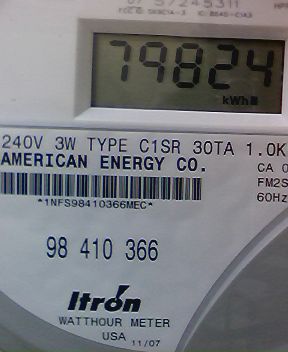 79824
kWh
240V 3W TYPE C1SR 30TA 1.0K
AMERICAN ENERGY CO.
CA
*1NFS98410366MEC*
FM2S
60Hz
98 410 366
Itrón
WATTHOUR METER
USA 11/07